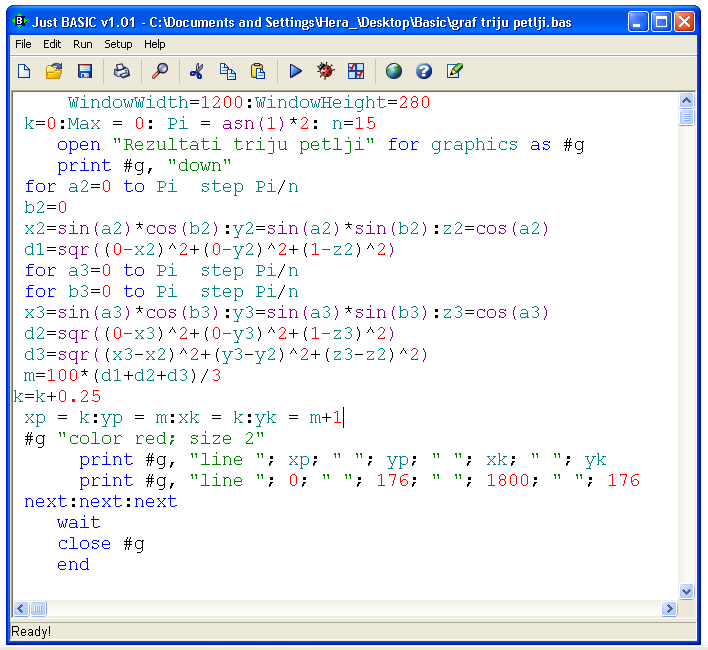 Just BASIC v1.01 - C:\Documents and Settings\Hera_\Desktop\Basic\graf triju petlji.bas
File Edit Run Setup Help
WindowWidth=1200:WindowHeight=280
k=0:Max = 0: Pi = asn(1)*2: n=15
open "Rezultati triju petlji" for graphics as #g
print #g, "down"
for a2=0 to Pi  step Pi/n
b2=0
x2=sin(a2)*cos(b2):y2=sin(a2)*sin(b2):z2=cos(a2)
d1=sqr((0-x2)^2+(0-y2)^2+(1-z2)^2)
for a3=0 to Pi  step Pi/n
for b3=0 to Pi  step Pi/n
x3=sin(a3)*cos(b3):y3=sin(a3)*sin(b3):z3=cos(a3)
d2=sqr((0-x3)^2+(0-y3)^2+(1-z3)^2)
d3=sqr((x3-x2)^2+(y3-y2)^2+(z3-z2)^2)
m=100*(d1+d2+d3)/3
k=k+0.25
xp = k:yp = m:xk = k:yk = m+1
#g "color red; size 2"
print #g, "line "; xp; " "; yp; " "; xk; " "; yk
print #g, "line "; 0; " "; 176; " "; 1800; " "; 176
next:next:next
wait
close #g
end
Ready!